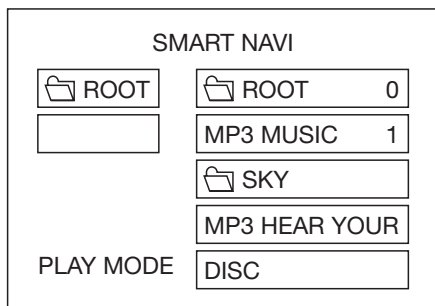 SMART NAVI
ROOT ROOT 0
MP3 MUSIC 1
SKY
MP3 HEAR YOUR
PLAY MODE DISC